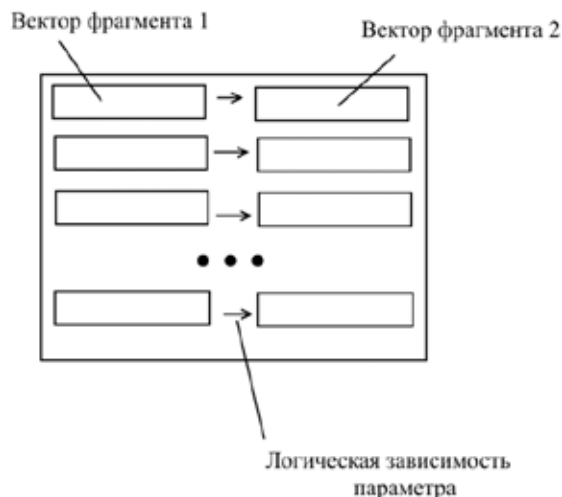 Вектор фрагмента 1
Вектор фрагмента 2
Логическая зависимость
параметра